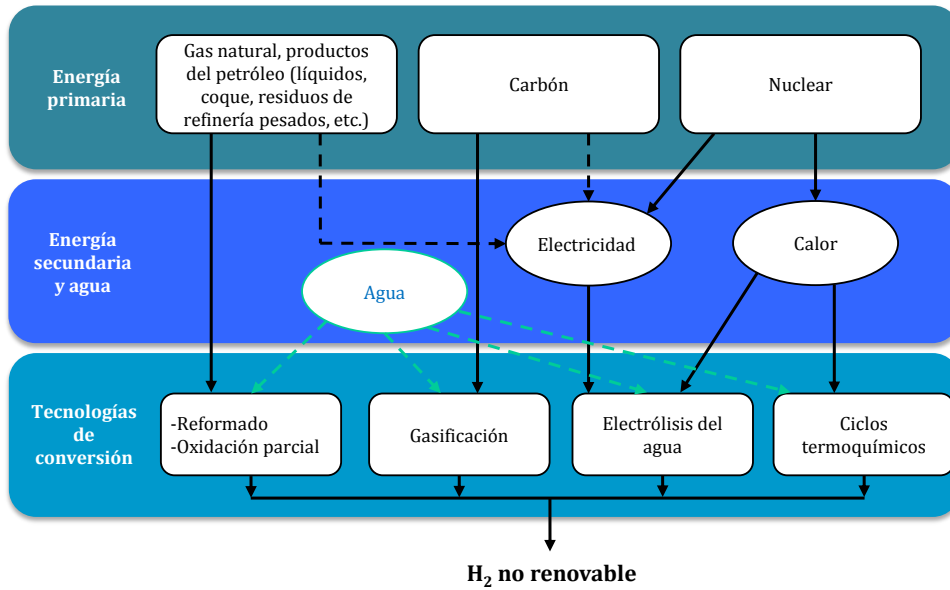 Energía
primaria
Gas natural, productos
del petróleo (líquidos,
coque, residuos de
refinería pesados, etc.)
Carbón
Nuclear
Energía
secundaria
y agua
Electricidad
Calor
Agua
Tecnologías
de
conversión
-Reformado
-Oxidación parcial
Gasificación
Electrólisis del
agua
Ciclos
termoquímicos
H₂ no renovable